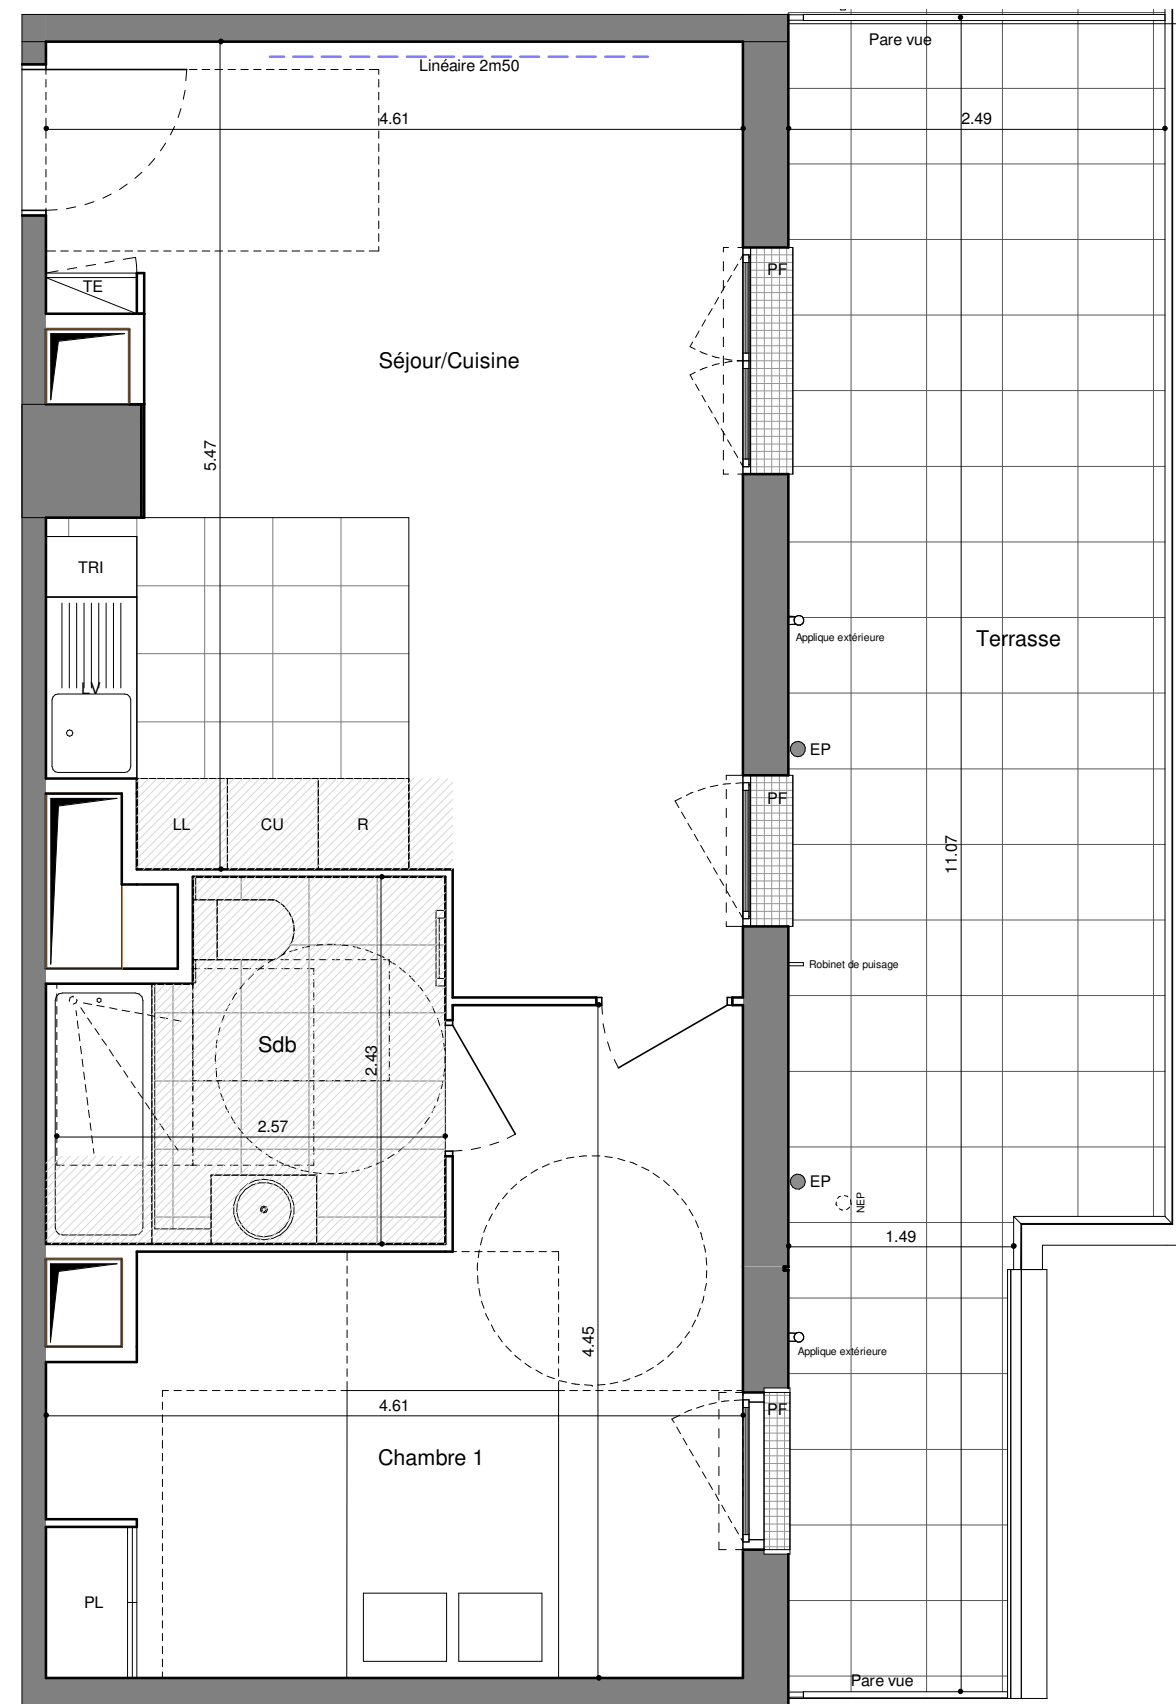 Pare vue
Linéaire 2m50
4.61
2.49
PF
TE
Séjour/Cuisine
5.47
TRI
Applique extérieure
Terrasse
LV
EP
PF
LL
CU
R
11.07
Robinet de puisage
Sdb
2.43
2.57
EP
NEP
1.49
4.45
Applique extérieure
4.61
PF
Chambre 1
PL
Pare vue